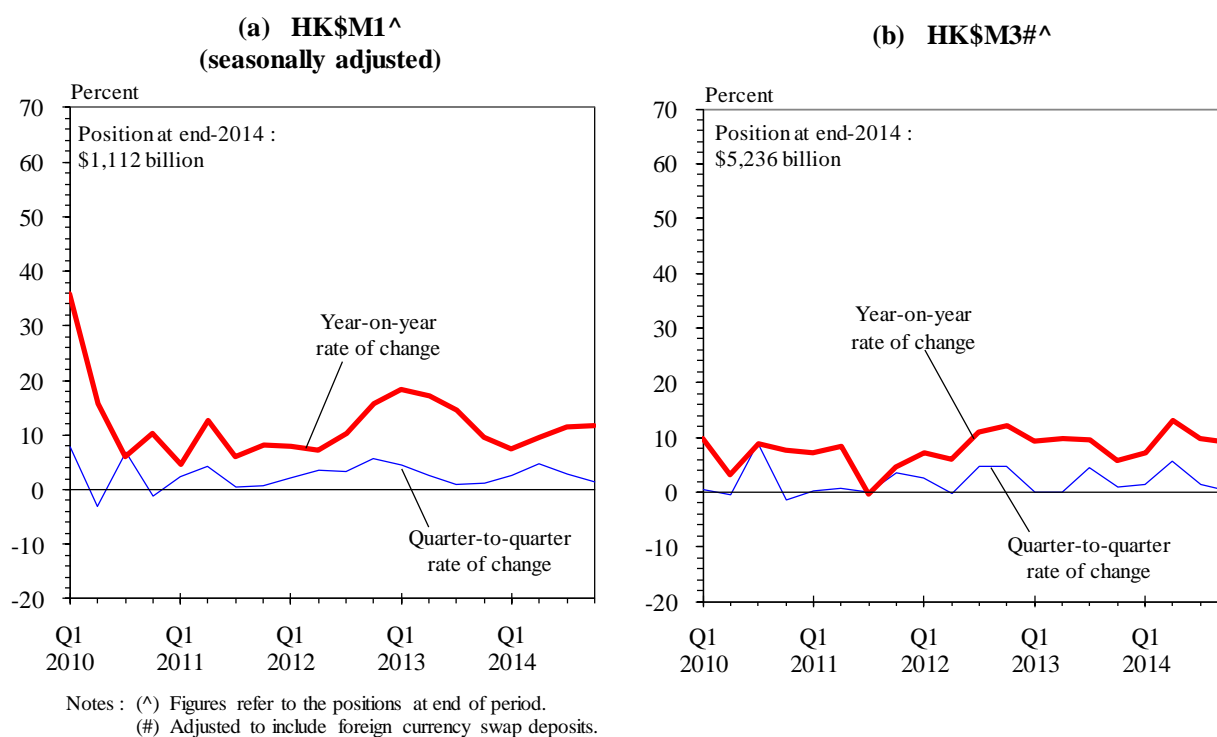 (a) HK$M1^
(seasonally adjusted)
Percent
70
60
50
40
30
20
10
0
-10
-20
Position at end-2014 :
$1,112 billion
Year-on-year
rate of change
Quarter-to-quarter
rate of change
Q1
2010
Q1
2011
Q1
2012
Q1
2013
Q1
2014
(b) HK$M3#^
Percent
70
60
50
40
30
20
10
0
-10
-20
Position at end-2014 :
$5,236 billion
Year-on-year
rate of change
Quarter-to-quarter
rate of change
Q1
2010
Q1
2011
Q1
2012
Q1
2013
Q1
2014
Notes : (^) Figures refer to the positions at end of period.
(#) Adjusted to include foreign currency swap deposits.